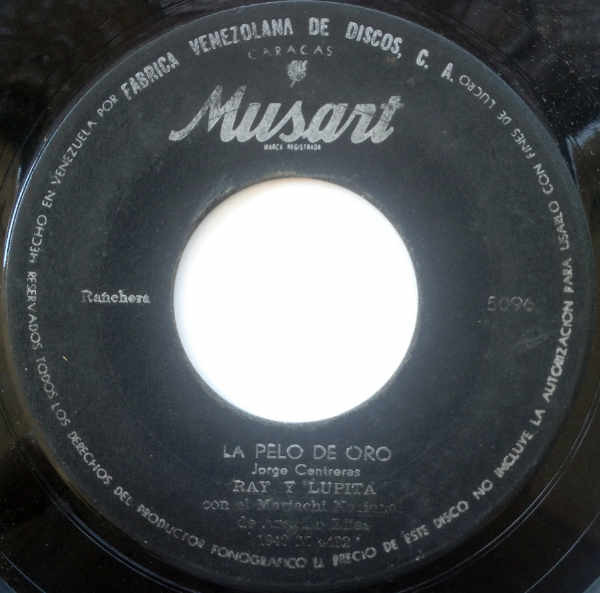 HECHO EN VENEZUELA POR FABRICA VENEZOLANA DE DISCOS, C. A.
CARACAS
Musart
MARCA REGISTRADA
Ranchera
5096
LA PELO DE ORO
Jorge Contreras
RAY Y LUPITA
con el Mariachi Nacional
de
RESERVADOS TODOS LOS DERECHOS DEL PRODUCTOR FONOGRAFICO EL PRECIO DE ESTE DISCO NO INCLUYE LA AUTORIZACION PARA USARLO CON FINES DE LUCRO